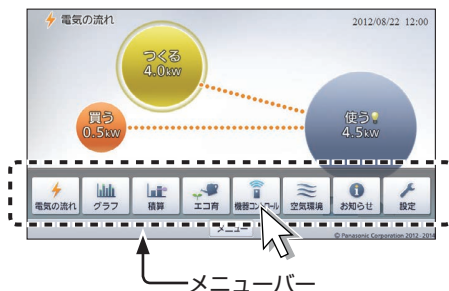 電気の流れ
2012/08/22 12:00
つくる
4.0kw
買う
0.5kw
使う
4.5kw
電気の流れ グラフ 積算 エコ育 機器コントロール 空気環境 お知らせ 設定
メニュー
© Panasonic Corporation 2012, 2014
メニューバー